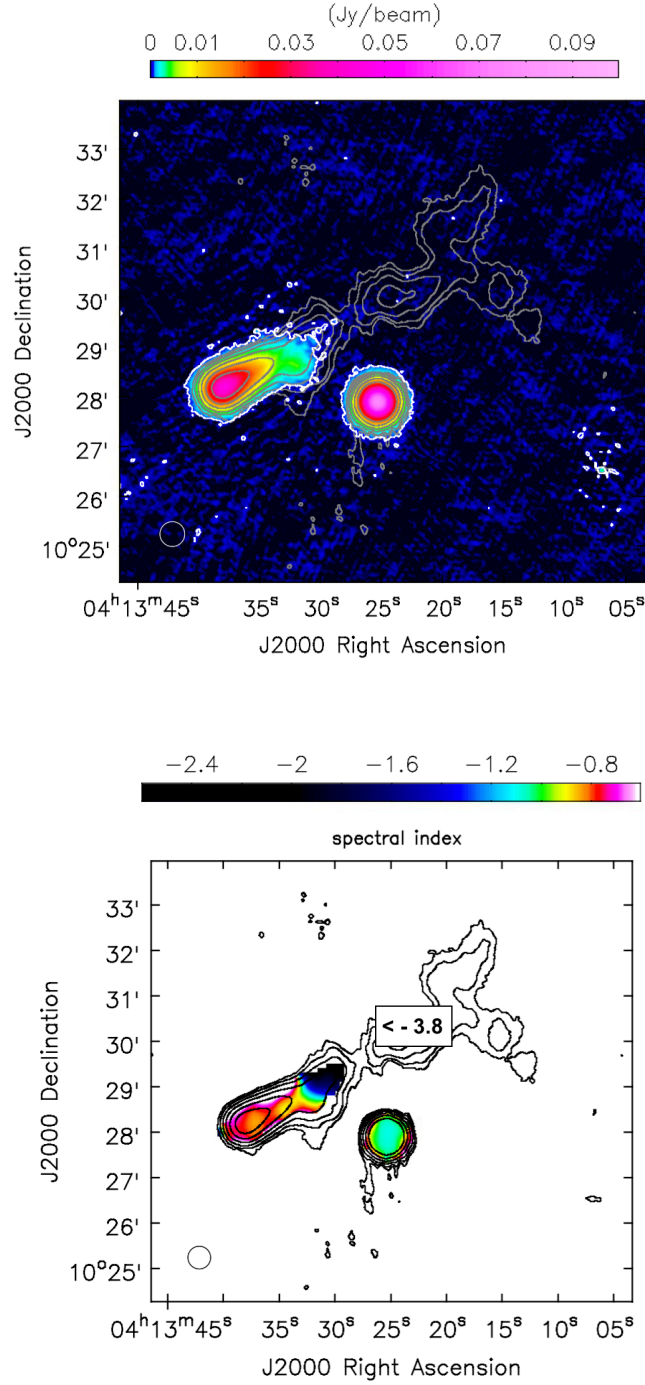 (Jy/beam)
0 0.01 0.03 0.05 0.07 0.09
33'
32'
31'
30'
29'
28'
27'
26'
10°25'
J2000 Declination
04ʰ13ᵐ45ˢ 35ˢ 30ˢ 25ˢ 20ˢ 15ˢ 10ˢ 05ˢ
J2000 Right Ascension
−2.4 −2 −1.6 −1.2 −0.8
spectral index
33'
32'
31'
30'
29'
28'
27'
26'
10°25'
J2000 Declination
< - 3.8
04ʰ13ᵐ45ˢ 35ˢ 30ˢ 25ˢ 20ˢ 15ˢ 10ˢ 05ˢ
J2000 Right Ascension